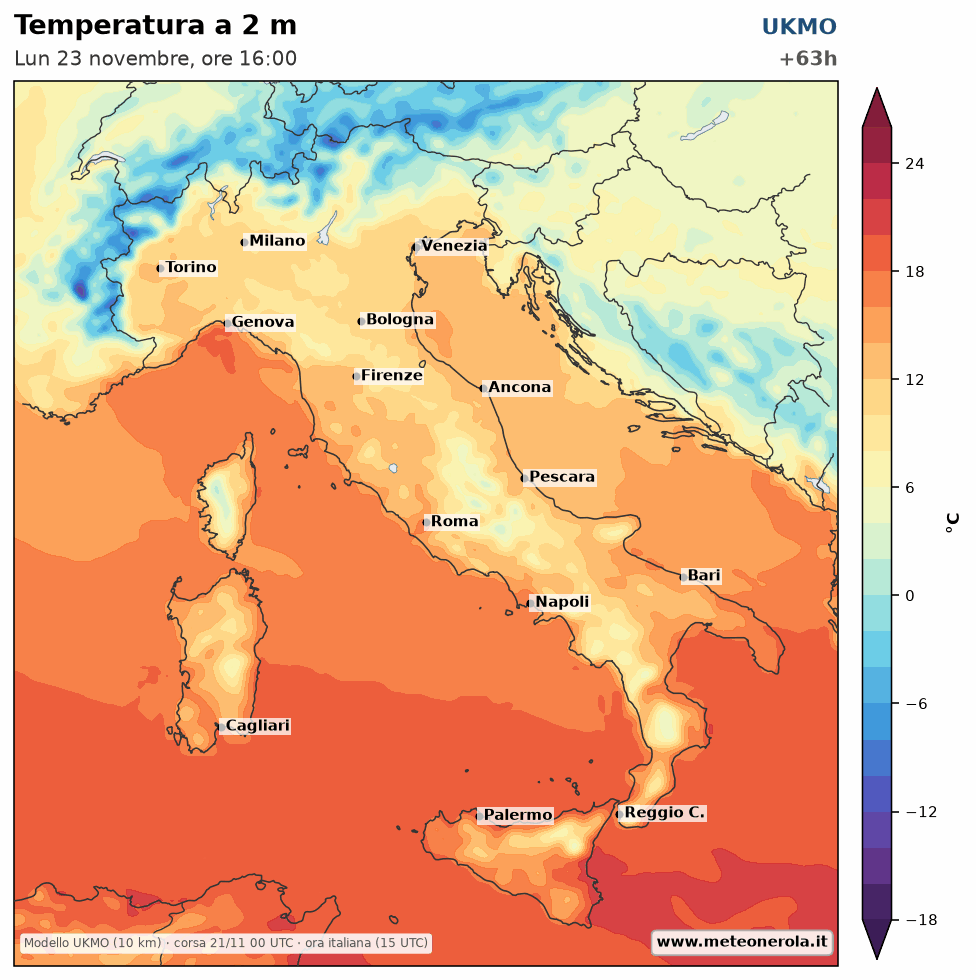 Temperatura a 2 m
UKMO
Lun 23 novembre, ore 16:00
+63h
Milano
Venezia
Torino
Genova
Bologna
Firenze
Ancona
Pescara
Roma
Bari
Napoli
Cagliari
Palermo
Reggio C.
24
18
12
6
0
−6
−12
−18
°C
Modello UKMO (10 km) · corsa 21/11 00 UTC · ora italiana (15 UTC)
www.meteonerola.it